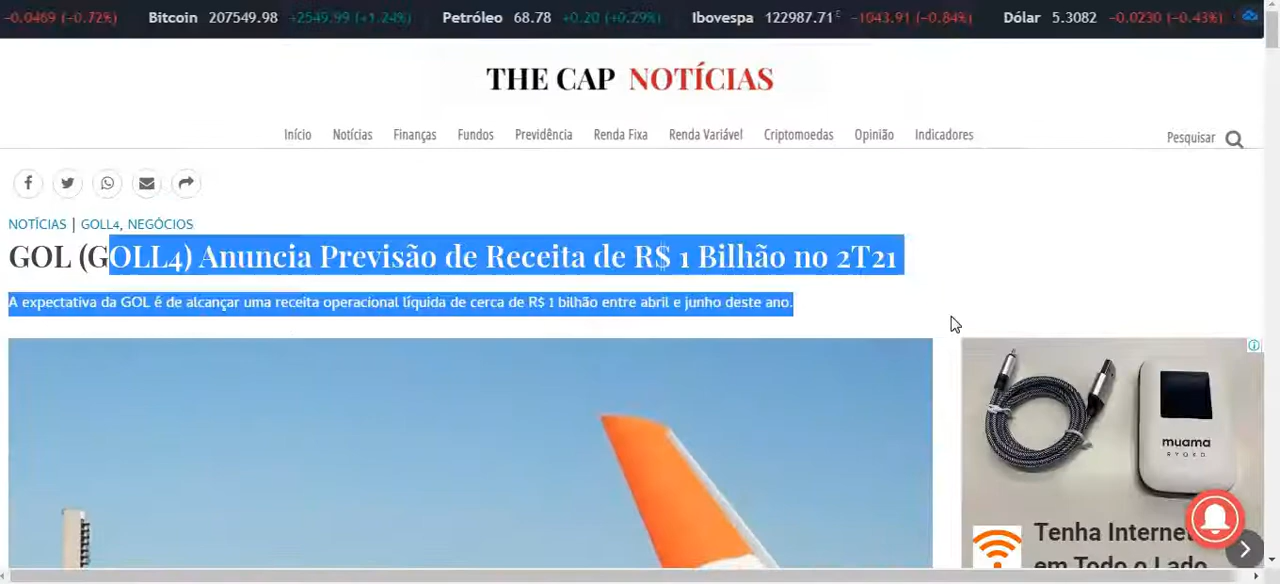 -0.0469 (-0.72%) Bitcoin 207549.98 +2549.99 (+1.24%) Petróleo 68.78 +0.20 (+0.29%) Ibovespa 122987.71 E -1043.91 (-0.84%) Dólar 5.3082 -0.0230 (-0.43%)
THE CAP NOTÍCIAS
Início Notícias Finanças Fundos Previdência Renda Fixa Renda Variável Criptomoedas Opinião Indicadores Pesquisar
NOTÍCIAS | GOLL4, NEGÓCIOS
GOL (GOLL4) Anuncia Previsão de Receita de R$ 1 Bilhão no 2T21
A expectativa da GOL é de alcançar uma receita operacional líquida de cerca de R$ 1 bilhão entre abril e junho deste ano.
muama
RYOKO
Tenha Internet
em Todo o Lado